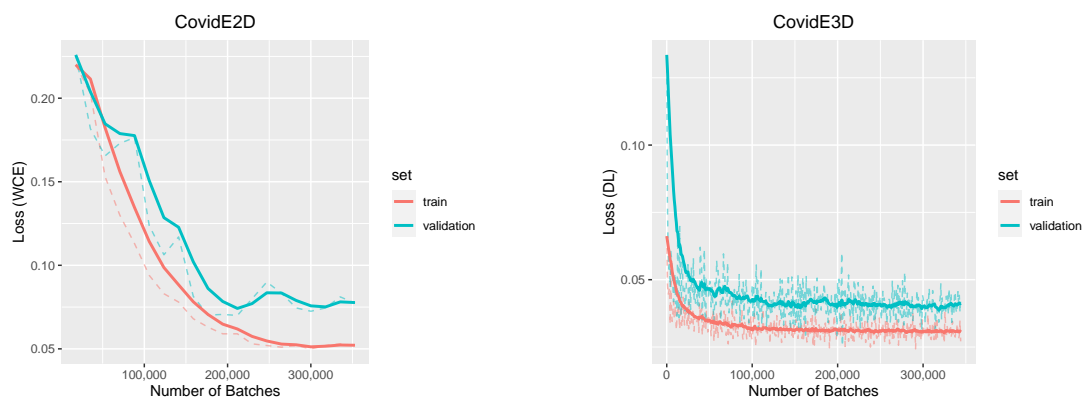 CovidE2D
Loss (WCE)
0.20
0.15
0.10
0.05
100,000 200,000 300,000
Number of Batches
set
train
validation
CovidE3D
Loss (DL)
0.10
0.05
0 100,000 200,000 300,000
Number of Batches
set
train
validation